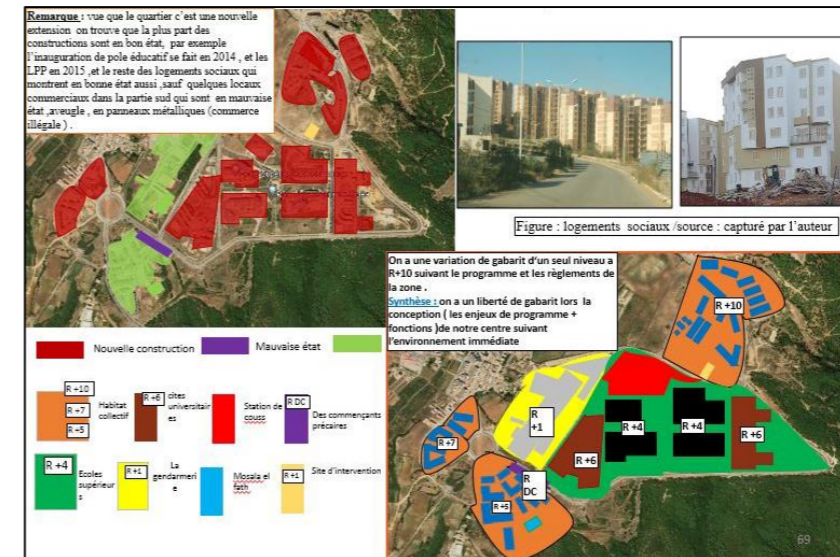 Remarque : vue que le quartier c'est une nouvelle
extension on trouve que la plus part des
constructions sont en bon état, par exemple
l'inauguration de pole éducatif se fait en 2014 , et les
LPP en 2015 ,et le reste des logements sociaux qui
montrent en bonne état aussi ,sauf quelques locaux
commerciaux dans la partie sud qui sont en mauvaise
état ,aveugle , en panneaux métalliques (commerce
illégale ) .
Figure : logements sociaux /source : capturé par l'auteur
On a une variation de gabarit d'un seul niveau a
R+10 suivant le programme et les règlements de
la zone .
Synthèse : on a un liberté de gabarit lors la
conception ( les enjeux de programme +
fonctions )de notre centre suivant
l'environnement immédiate
R +10
R +1
R +4
R +4
R +7
R +6
R +6
R DC
R +5
69
Nouvelle construction
Mauvaise état
R +10
R +7
R +5
Habitat
collectif
R +6
cites
universitair
es
Station de
couss
R DC
Des commençants
précaires
R +4
Ecoles
supérieur
s
R +1
La
gendarmeri
e
Mosala el
fath
R +1
Site d'intervention